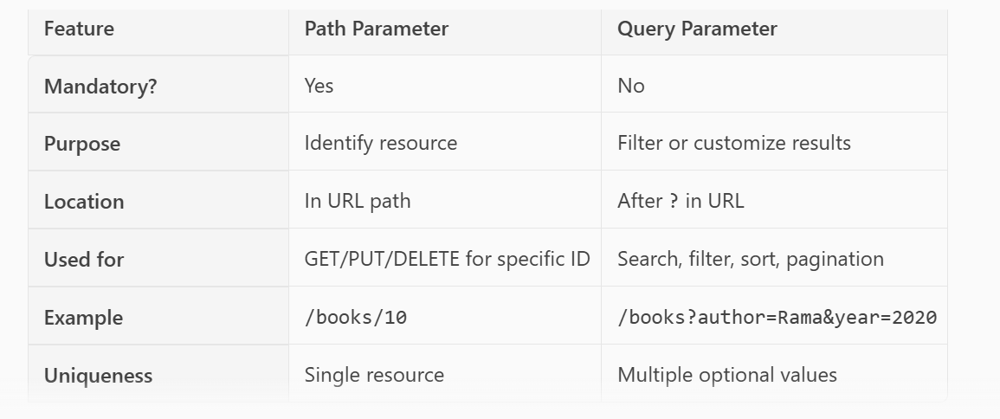 Feature Path Parameter Query Parameter
Mandatory? Yes No
Purpose Identify resource Filter or customize results
Location In URL path After ? in URL
Used for GET/PUT/DELETE for specific ID Search, filter, sort, pagination
Example /books/10 /books?author=Rama&year=2020
Uniqueness Single resource Multiple optional values